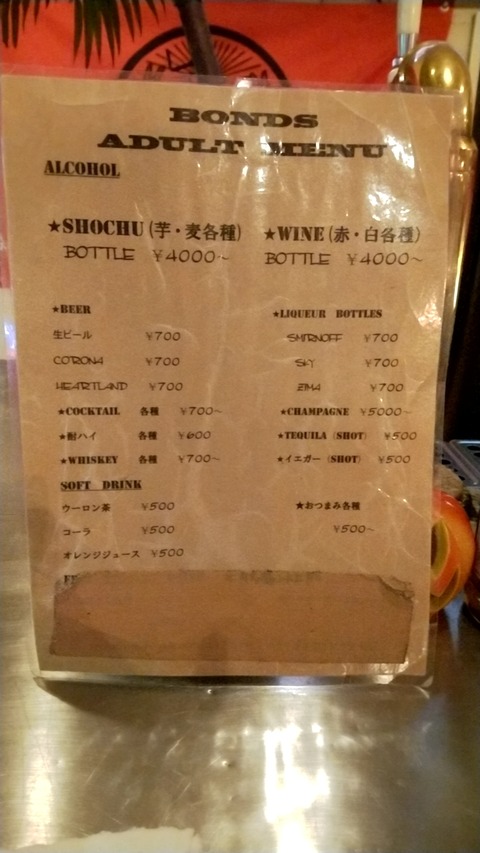 BONDS
ADULT MENU
ALCOHOL
★SHOCHU(芋・麦各種)
BOTTLE ¥4000~
★WINE(赤・白各種)
BOTTLE ¥4000~
★BEER
生ビール ¥700
CORONA ¥700
HEARTLAND ¥700
★COCKTAIL 各種 ¥700~
★酎ハイ 各種 ¥600
★WHISKEY 各種 ¥700~
★LIQUEUR BOTTLES
SMIRNOFF ¥700
SKY ¥700
ZIMA ¥700
★CHAMPAGNE ¥5000~
★TEQUILA (SHOT) ¥500
★イエガー (SHOT) ¥500
SOFT DRINK
ウーロン茶 ¥500
コーラ ¥500
オレンジジュース ¥500
★おつまみ各種
¥500~